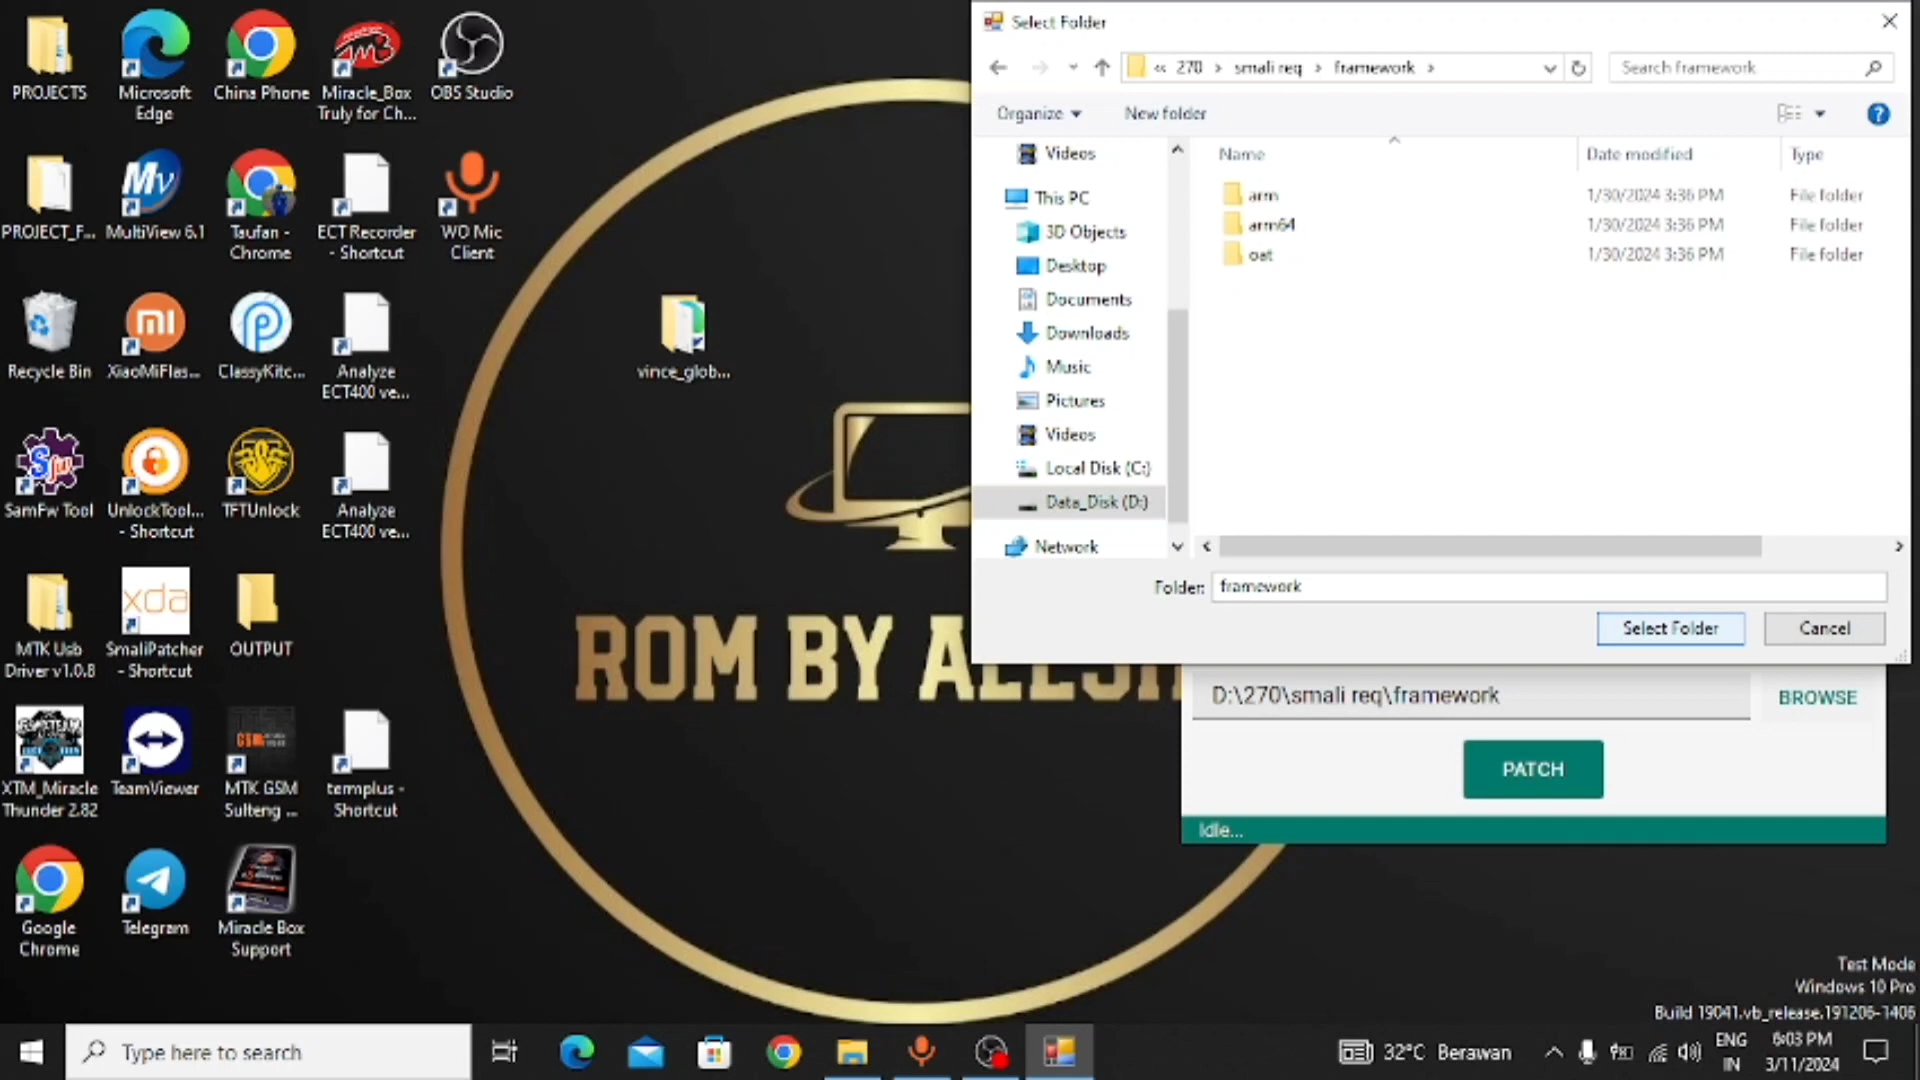 PROJECTS
Microsoft
Edge
China Phone
Miracle_Box
Truly for Ch...
OBS Studio
PROJECT_F...
MultiView 6.1
Taufan -
Chrome
ECT Recorder
- Shortcut
WO Mic
Client
Recycle Bin
XiaoMiFlas...
ClassyKitc...
Analyze
ECT400 ve...
SamFw Tool
UnlockTool...
- Shortcut
TFTUnlock
Analyze
ECT400 ve...
MTK Usb
Driver v1.0.8
xda
SmaliPatcher
- Shortcut
OUTPUT
XTM_Miracle
Thunder 2.82
TeamViewer
MTK GSM
Sulteng ...
termplus -
Shortcut
Google
Chrome
Telegram
Miracle Box
Support
vince_glob...
ROM BY
Select Folder
« 270 › smali req › framework ›
Search framework
Organize
New folder
Videos
This PC
3D Objects
Desktop
Documents
Downloads
Music
Pictures
Videos
Local Disk (C:)
Data_Disk (D:)
Network
Name Date modified Type
arm 1/30/2024 3:36 PM File folder
arm64 1/30/2024 3:36 PM File folder
oat 1/30/2024 3:36 PM File folder
Folder: framework
Select Folder
Cancel
D:\270\smali req\framework
BROWSE
PATCH
Idle...
Test Mode
Windows 10 Pro
Build 19041.vb_release.191206-1406
Type here to search
32°C Berawan
ENG
IN
6:03 PM
3/11/2024